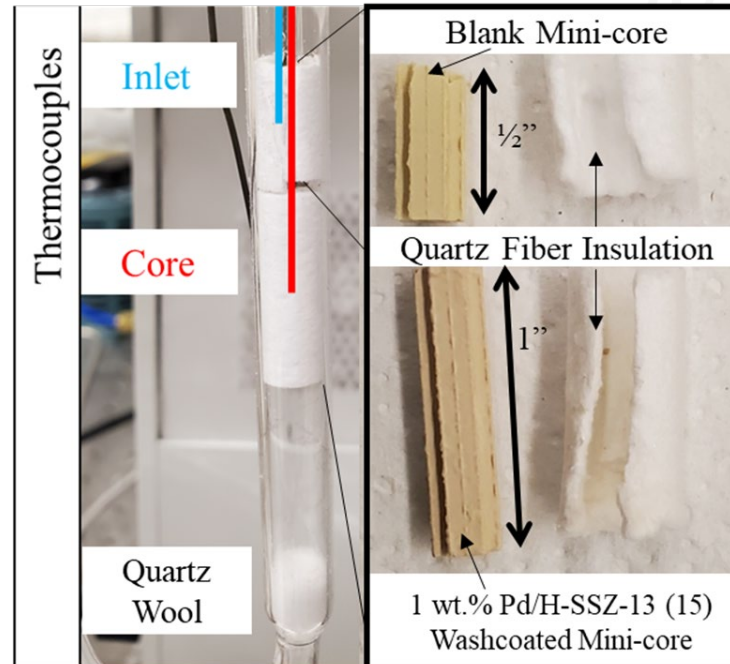 Thermocouples
Inlet
Core
Quartz
Wool
Blank Mini-core
½”
Quartz Fiber Insulation
1”
1 wt.% Pd/H-SSZ-13 (15)
Washcoated Mini-core